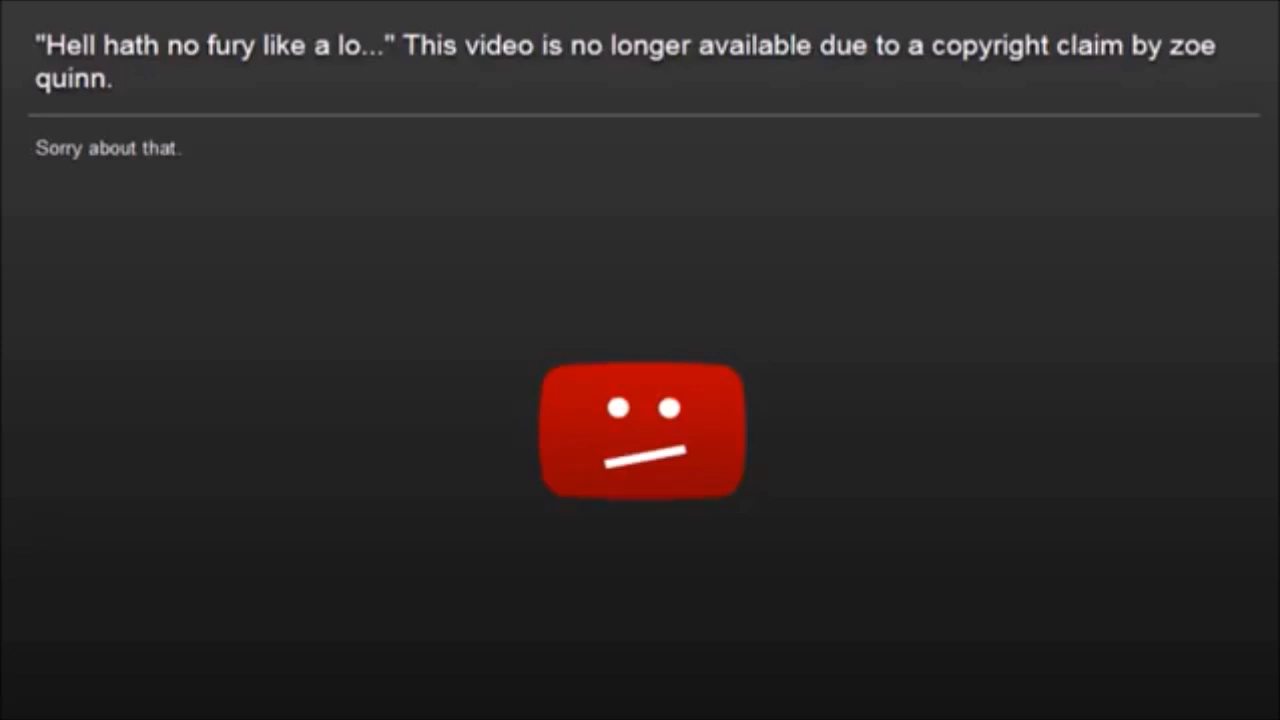 "Hell hath no fury like a lo..." This video is no longer available due to a copyright claim by zoe
quinn.
Sorry about that.